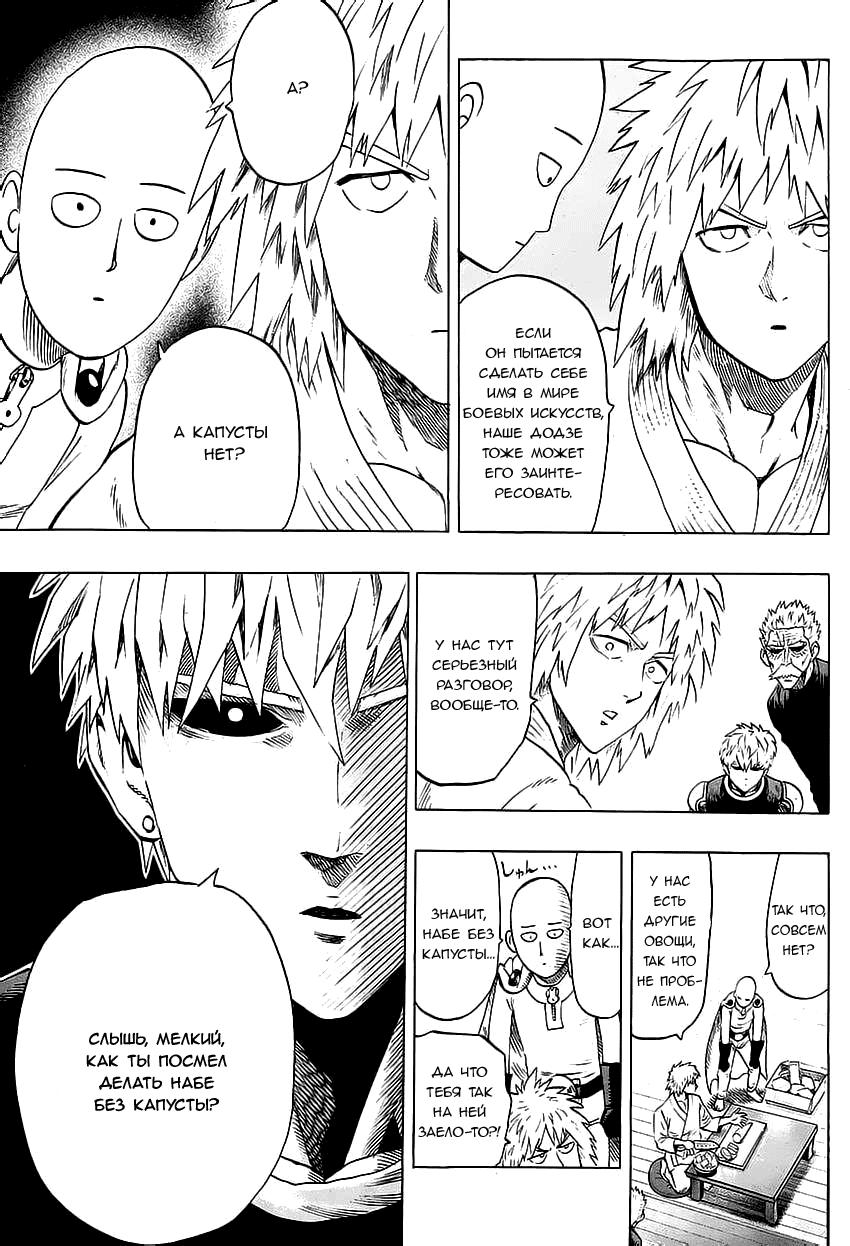 ЕСЛИ
ОН ПЫТАЕТСЯ
СДЕЛАТЬ СЕБЕ
ИМЯ В МИРЕ
БОЕВЫХ ИСКУССТВ,
НАШЕ ДОДЗЕ
ТОЖЕ МОЖЕТ
ЕГО ЗАИНТЕ-
РЕСОВАТЬ.
А?
А КАПУСТЫ
НЕТ?
У НАС ТУТ
СЕРЬЕЗНЫЙ
РАЗГОВОР,
ВООБЩЕ-ТО.
ТАК ЧТО,
СОВСЕМ
НЕТ?
У НАС
ЕСТЬ
ДРУГИЕ
ОВОЩИ,
ТАК ЧТО
НЕ ПРОБ-
ЛЕМА.
しゅん…
ВОТ
КАК...
ЗНАЧИТ,
НАБЕ БЕЗ
КАПУСТЫ...
ДА ЧТО
ТЕБЯ ТАК
НА НЕЙ
ЗАЕЛО-ТО?!
СЛЫШЬ, МЕЛКИЙ,
КАК ТЫ ПОСМЕЛ
ДЕЛАТЬ НАБЕ
БЕЗ КАПУСТЫ?